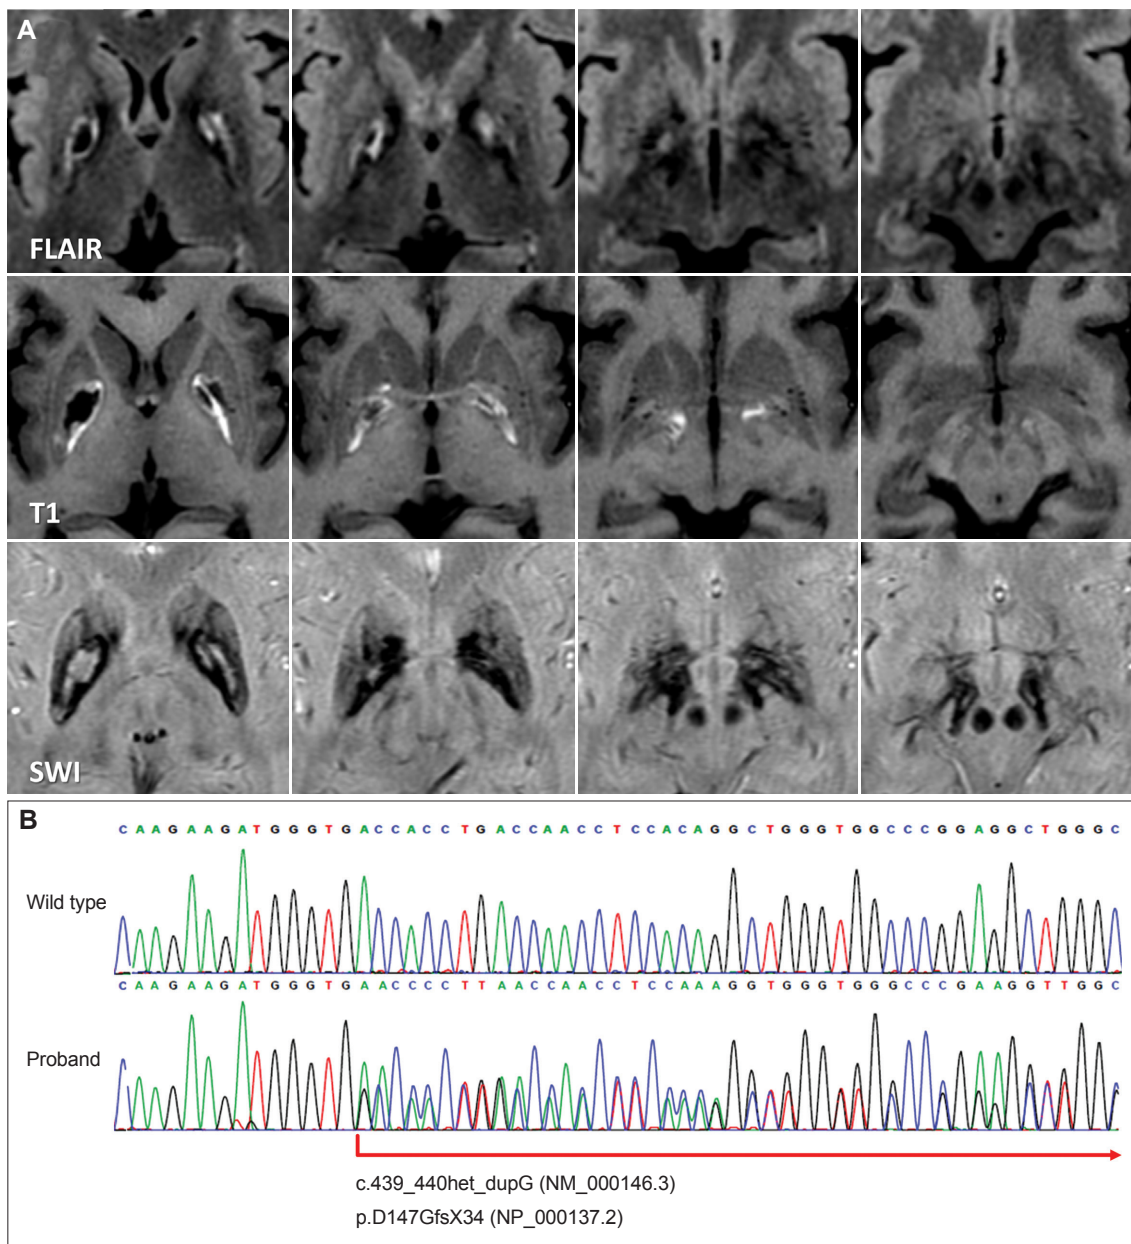 A
FLAIR
T1
SWI
B
C A A G A A G A T G G G T G A C C A C C T G A C C A A C C T C C A C A G G C T G G G T G G C C C G G A G G C T G G G C
Wild type
C A A G A A G A T G G G T G A A C C C C T T A A C C A A C C T C C A A A G G T G G G T G G G C C C G A A G G T T G G C
Proband
c.439_440het_dupG (NM_000146.3)
p.D147GfsX34 (NP_000137.2)